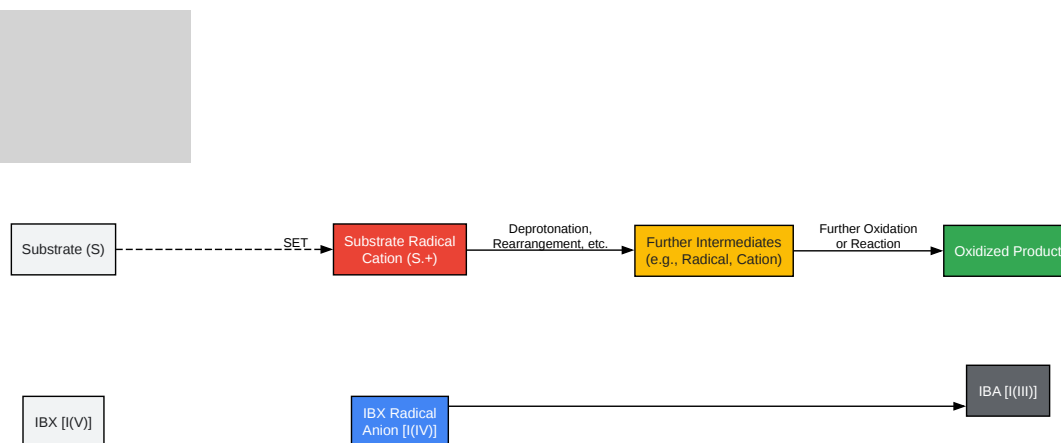 Substrate (S)
SET
Substrate Radical
Cation (S.+)
Deprotonation,
Rearrangement, etc.
Further Intermediates
(e.g., Radical, Cation)
Further Oxidation
or Reaction
Oxidized Product
IBX [I(V)]
IBX Radical
Anion [I(IV)]
IBA [I(III)]